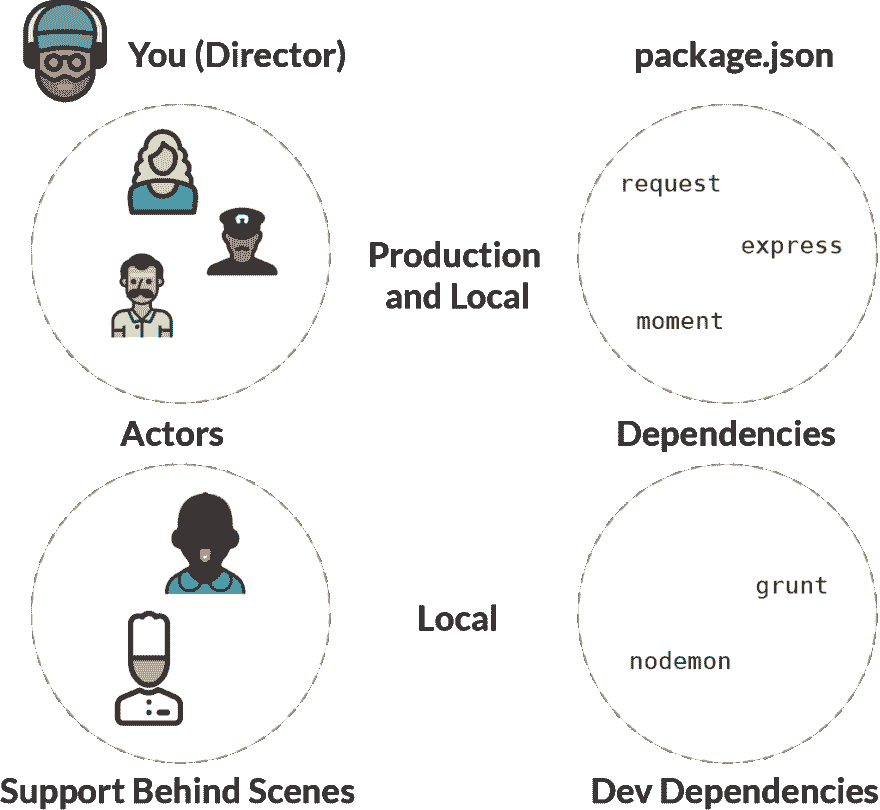 You (Director)
package.json
request
express
Production
and Local
moment
Actors
Dependencies
grunt
Local
nodemon
Support Behind Scenes
Dev Dependencies